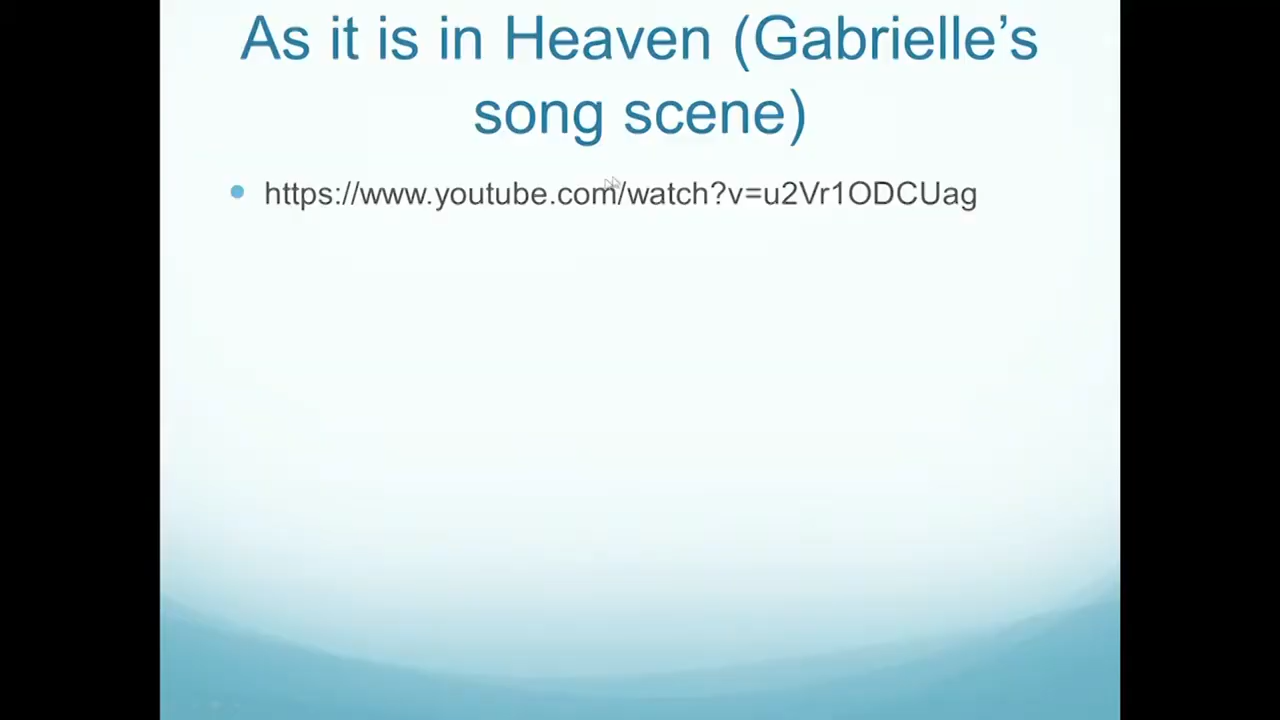 As it is in Heaven (Gabrielle’s
song scene)
https://www.youtube.com/watch?v=u2Vr1ODCUag